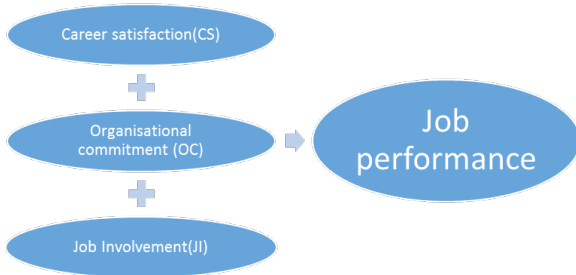 Career satisfaction(CS)
Organisational
commitment (OC)
Job Involvement(JI)
Job
performance